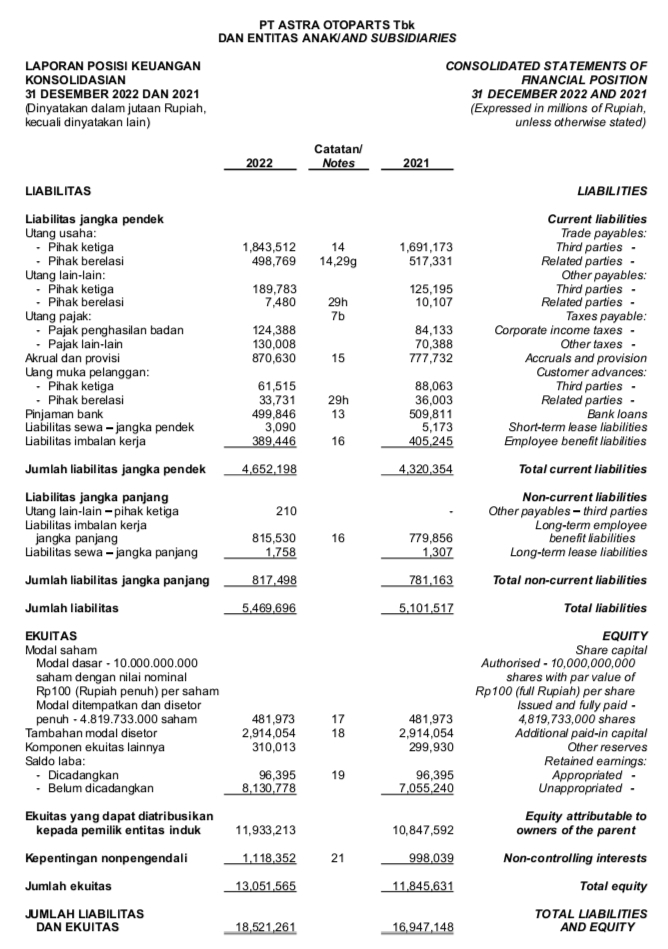 PT ASTRA OTOPARTS Tbk
DAN ENTITAS ANAK/AND SUBSIDIARIES
LAPORAN POSISI KEUANGAN CONSOLIDATED STATEMENTS OF
KONSOLIDASIAN FINANCIAL POSITION
31 DESEMBER 2022 DAN 2021 31 DECEMBER 2022 AND 2021
(Dinyatakan dalam jutaan Rupiah, (Expressed in millions of Rupiah,
kecuali dinyatakan lain) unless otherwise stated)
Catatan/
2022 Notes 2021
LIABILITAS LIABILITIES
Liabilitas jangka pendek Current liabilities
Utang usaha: Trade payables:
- Pihak ketiga 1,843,512 14 1,691,173 Third parties -
- Pihak berelasi 498,769 14,29g 517,331 Related parties -
Utang lain-lain: Other payables:
- Pihak ketiga 189,783 125,195 Third parties -
- Pihak berelasi 7,480 29h 10,107 Related parties -
Utang pajak: 7b Taxes payable:
- Pajak penghasilan badan 124,388 84,133 Corporate income taxes -
- Pajak lain-lain 130,008 70,388 Other taxes -
Akrual dan provisi 870,630 15 777,732 Accruals and provision
Uang muka pelanggan: Customer advances:
- Pihak ketiga 61,515 88,063 Third parties -
- Pihak berelasi 33,731 29h 36,003 Related parties -
Pinjaman bank 499,846 13 509,811 Bank loans
Liabilitas sewa – jangka pendek 3,090 5,173 Short-term lease liabilities
Liabilitas imbalan kerja 389,446 16 405,245 Employee benefit liabilities
Jumlah liabilitas jangka pendek 4,652,198 4,320,354 Total current liabilities
Liabilitas jangka panjang Non-current liabilities
Utang lain-lain – pihak ketiga 210 - Other payables – third parties
Liabilitas imbalan kerja Long-term employee
jangka panjang 815,530 16 779,856 benefit liabilities
Liabilitas sewa – jangka panjang 1,758 1,307 Long-term lease liabilities
Jumlah liabilitas jangka panjang 817,498 781,163 Total non-current liabilities
Jumlah liabilitas 5,469,696 5,101,517 Total liabilities
EKUITAS EQUITY
Modal saham Share capital
Modal dasar - 10.000.000.000 Authorised - 10,000,000,000
saham dengan nilai nominal shares with par value of
Rp100 (Rupiah penuh) per saham Rp100 (full Rupiah) per share
Modal ditempatkan dan disetor Issued and fully paid -
penuh - 4.819.733.000 saham 481,973 17 481,973 4,819,733,000 shares
Tambahan modal disetor 2,914,054 18 2,914,054 Additional paid-in capital
Komponen ekuitas lainnya 310,013 299,930 Other reserves
Saldo laba: Retained earnings:
- Dicadangkan 96,395 19 96,395 Appropriated -
- Belum dicadangkan 8,130,778 7,055,240 Unappropriated -
Ekuitas yang dapat diatribusikan Equity attributable to
kepada pemilik entitas induk 11,933,213 10,847,592 owners of the parent
Kepentingan nonpengendali 1,118,352 21 998,039 Non-controlling interests
Jumlah ekuitas 13,051,565 11,845,631 Total equity
JUMLAH LIABILITAS TOTAL LIABILITIES
DAN EKUITAS 18,521,261 16,947,148 AND EQUITY